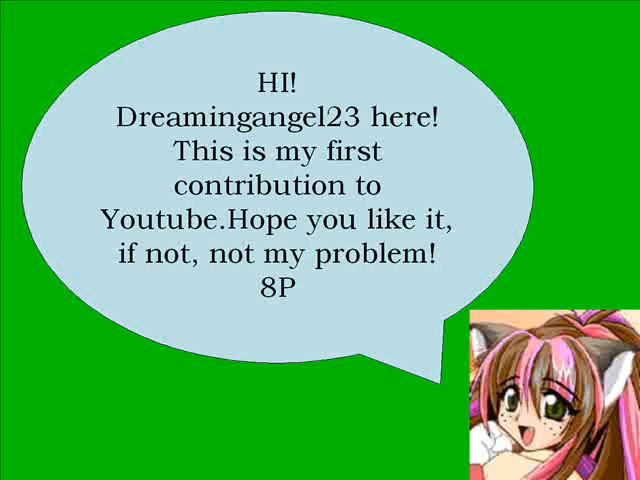 HI!
Dreamingangel23 here!
This is my first
contribution to
Youtube.Hope you like it,
if not, not my problem!
8P